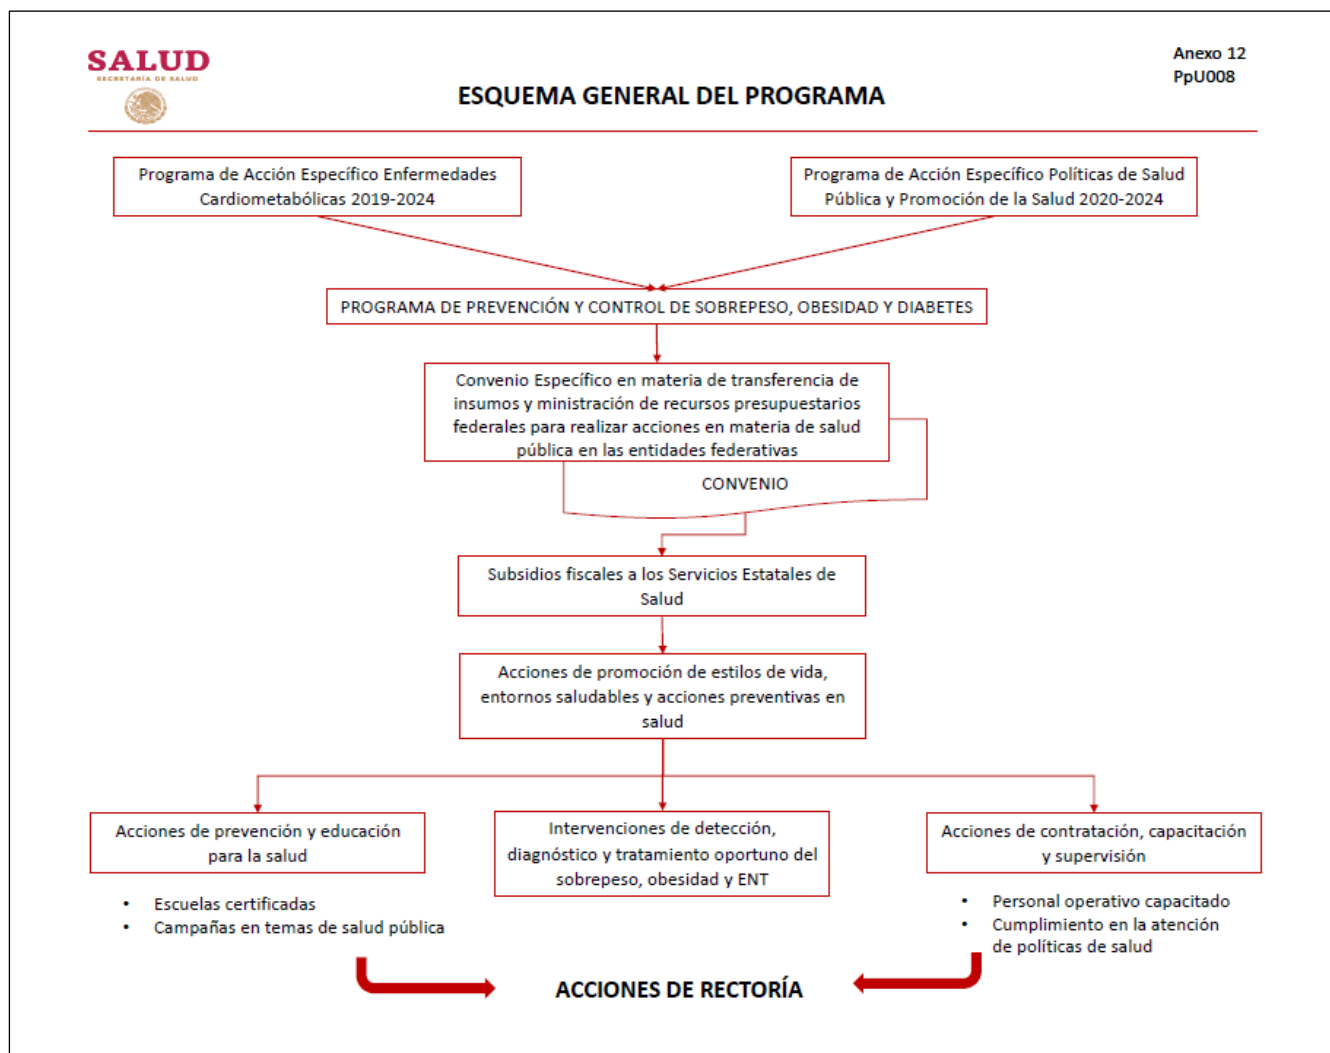 SALUD
SECRETARÍA DE SALUD
Anexo 12
PpU008
ESQUEMA GENERAL DEL PROGRAMA
Programa de Acción Específico Enfermedades
Cardiometabólicas 2019-2024
Programa de Acción Específico Políticas de Salud
Pública y Promoción de la Salud 2020-2024
PROGRAMA DE PREVENCIÓN Y CONTROL DE SOBREPESO, OBESIDAD Y DIABETES
Convenio Específico en materia de transferencia de
insumos y ministración de recursos presupuestarios
federales para realizar acciones en materia de salud
pública en las entidades federativas
CONVENIO
Subsidios fiscales a los Servicios Estatales de
Salud
Acciones de promoción de estilos de vida,
entornos saludables y acciones preventivas en
salud
Acciones de prevención y educación
para la salud
• Escuelas certificadas
• Campañas en temas de salud pública
Intervenciones de detección,
diagnóstico y tratamiento oportuno del
sobrepeso, obesidad y ENT
Acciones de contratación, capacitación
y supervisión
• Personal operativo capacitado
• Cumplimiento en la atención
de políticas de salud
ACCIONES DE RECTORÍA